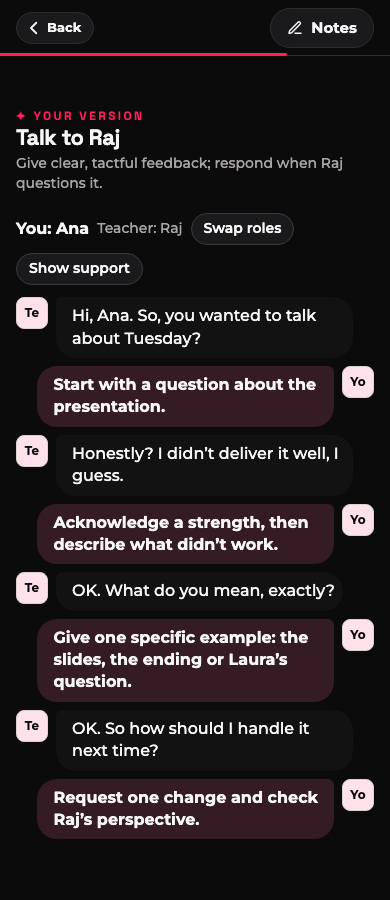 Back
Notes
✦ YOUR VERSION
Talk to Raj
Give clear, tactful feedback; respond when Raj
questions it.
You: Ana Teacher: Raj Swap roles
Show support
Te
Hi, Ana. So, you wanted to talk
about Tuesday?
Start with a question about the
presentation.
Yo
Te
Honestly? I didn’t deliver it well, I
guess.
Acknowledge a strength, then
describe what didn’t work.
Yo
Te
OK. What do you mean, exactly?
Give one specific example: the
slides, the ending or Laura’s
question.
Yo
Te
OK. So how should I handle it
next time?
Request one change and check
Raj’s perspective.
Yo